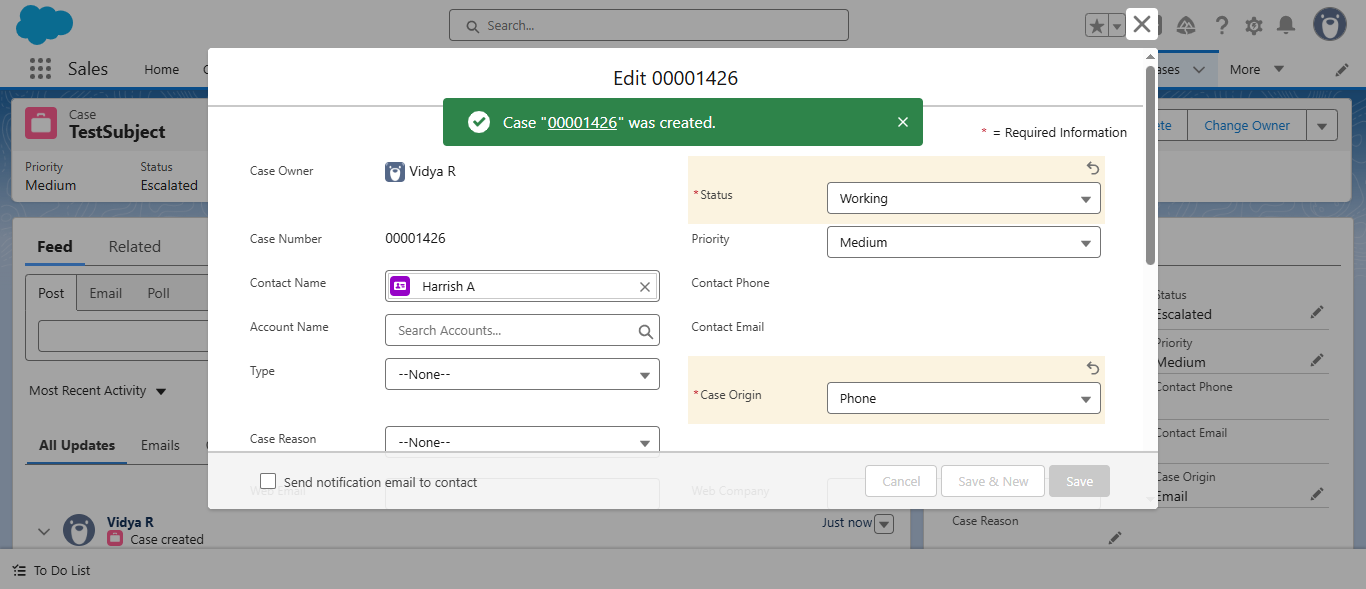 Search...
Sales
Home
ases
More
Edit 00001426
Case "00001426" was created.
* = Required Information
Case
TestSubject
Priority
Medium
Status
Escalated
Change Owner
Case Owner
Vidya R
*Status
Working
Case Number
00001426
Priority
Medium
Contact Name
Harrish A
Contact Phone
Account Name
Search Accounts...
Contact Email
Type
--None--
*Case Origin
Phone
Case Reason
--None--
Web Email
Web Company
Send notification email to contact
Cancel
Save & New
Save
Feed
Related
Post
Email
Poll
Most Recent Activity
All Updates
Emails
Vidya R
Case created
Just now
Status
Escalated
Priority
Medium
Contact Phone
Contact Email
Case Origin
Email
Case Reason
To Do List